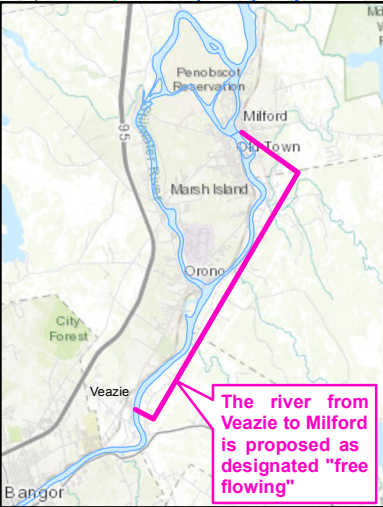 Penobscot
Reservation
Milford
95
Old Town
Stillwater River
Marsh Island
Orono
City
Forest
Veazie
The river from
Veazie to Milford
is proposed as
designated "free
flowing"
Bangor